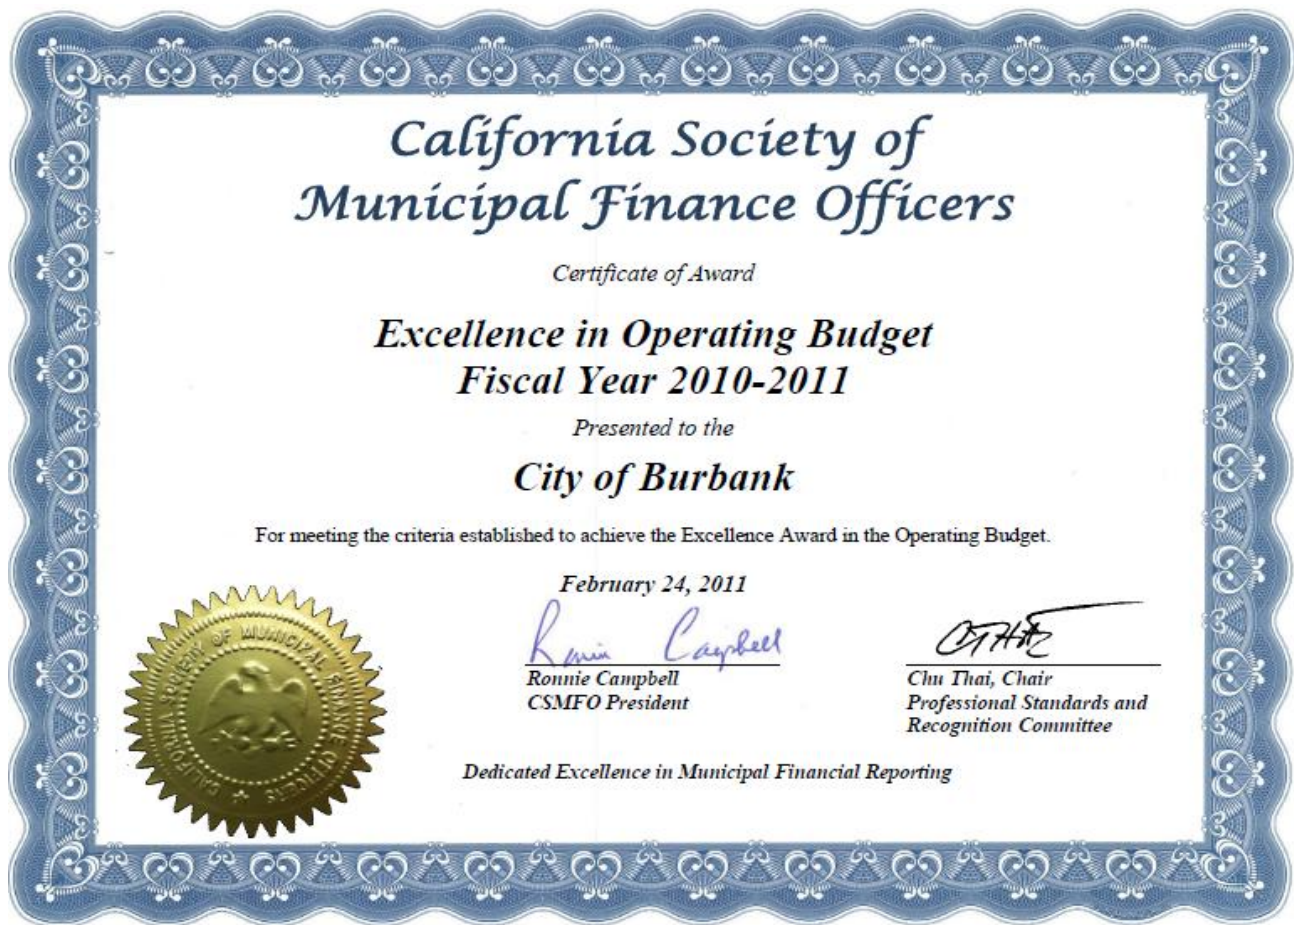 California Society of
Municipal Finance Officers
Certificate of Award
Excellence in Operating Budget
Fiscal Year 2010-2011
Presented to the
City of Burbank
For meeting the criteria established to achieve the Excellence Award in the Operating Budget.
February 24, 2011
Ronnie Campbell
Ronnie Campbell
CSMFO President
Chu Thai, Chair
Professional Standards and
Recognition Committee
CALIFORNIA SOCIETY OF MUNICIPAL FINANCE OFFICERS
Dedicated Excellence in Municipal Financial Reporting